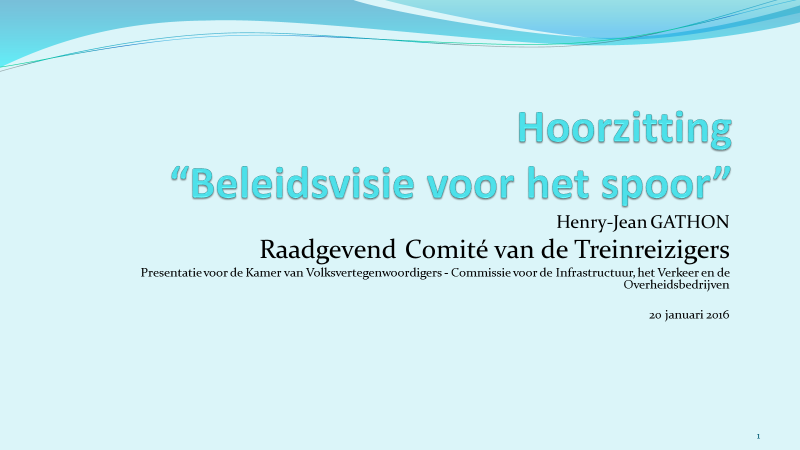 Hoorzitting
“Beleidsvisie voor het spoor”
Henry-Jean GATHON
Raadgevend Comité van de Treinreizigers
Presentatie voor de Kamer van Volksvertegenwoordigers - Commissie voor de Infrastructuur, het Verkeer en de
Overheidsbedrijven
20 januari 2016
1